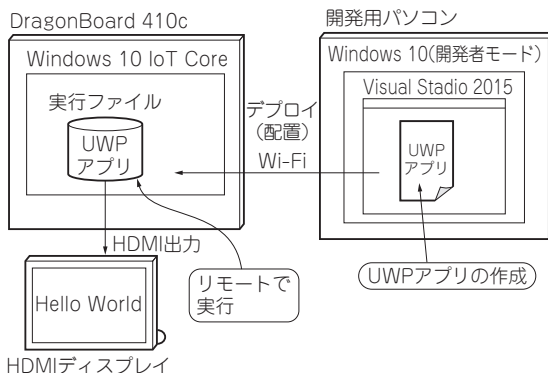 DragonBoard 410c
Windows 10 IoT Core
実行ファイル
UWP
アプリ
HDMI出力
リモートで
実行
Hello World
HDMIディスプレイ
デプロイ
(配置)
Wi-Fi
開発用パソコン
Windows 10(開発者モード)
Visual Stadio 2015
UWP
アプリ
UWPアプリの作成